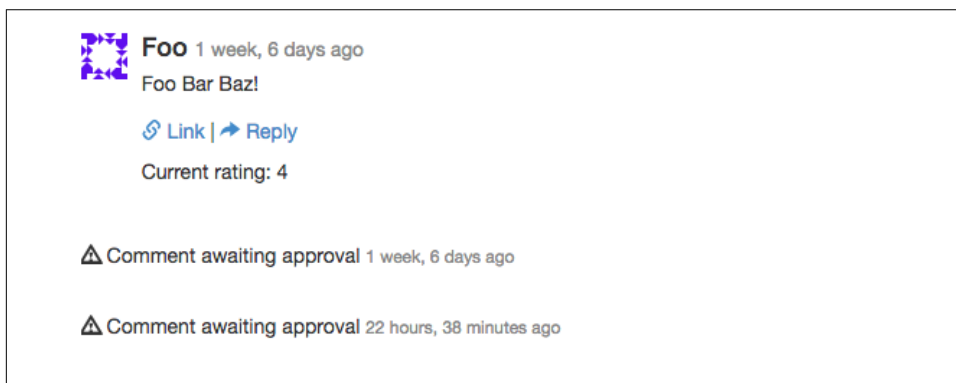 Foo 1 week, 6 days ago
Foo Bar Baz!
Link | Reply
Current rating: 4
Comment awaiting approval 1 week, 6 days ago
Comment awaiting approval 22 hours, 38 minutes ago